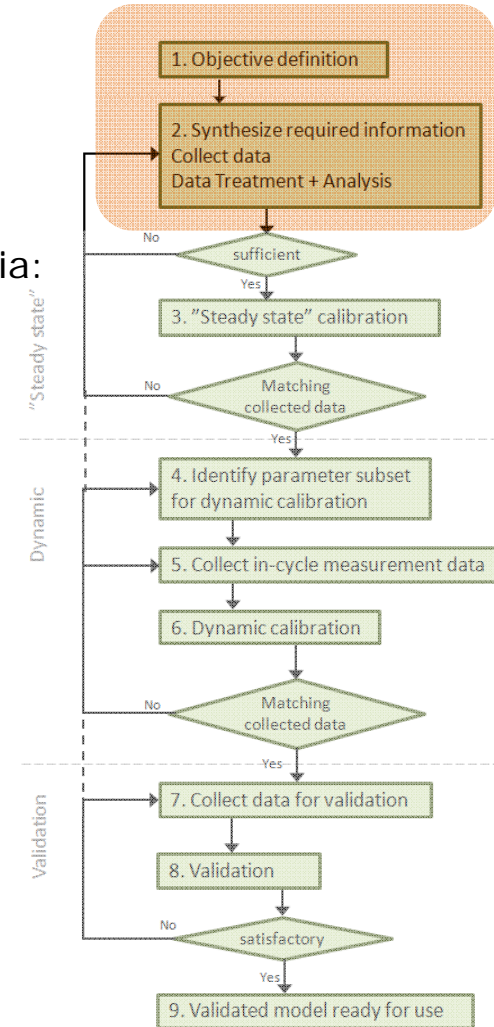 1. Objective definition
2. Synthesize required information
Collect data
Data Treatment + Analysis
No
sufficient
ia:
Yes
3. ”Steady state” calibration
”Steady state”
No
Matching
collected data
Yes
4. Identify parameter subset
for dynamic calibration
Dynamic
5. Collect in-cycle measurement data
6. Dynamic calibration
No
Matching
collected data
Yes
7. Collect data for validation
Validation
8. Validation
No
satisfactory
Yes
9. Validated model ready for use